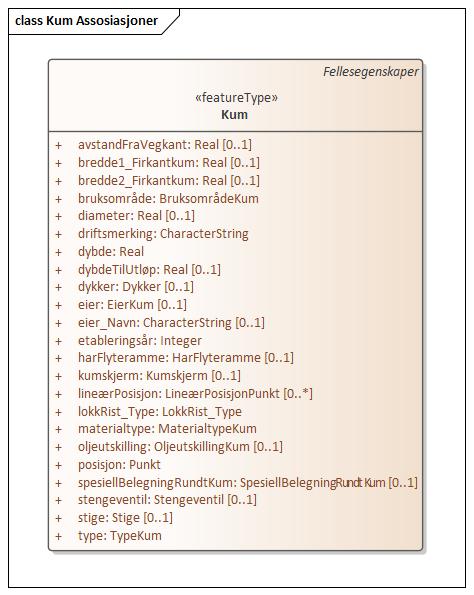 class Kum Assosiasjoner
Fellesegenskaper
«featureType»
Kum
+ avstandFraVegkant: Real [0..1]
+ bredde1_Firkantkum: Real [0..1]
+ bredde2_Firkantkum: Real [0..1]
+ bruksområde: BruksområdeKum
+ diameter: Real [0..1]
+ driftsmerking: CharacterString
+ dybde: Real
+ dybdeTilUtløp: Real [0..1]
+ dykker: Dykker [0..1]
+ eier: EierKum [0..1]
+ eier_Navn: CharacterString [0..1]
+ etableringsår: Integer
+ harFlyteramme: HarFlyteramme [0..1]
+ kumskjerm: Kumskjerm [0..1]
+ lineærPosisjon: LineærPosisjonPunkt [0..*]
+ lokkRist_Type: LokkRist_Type
+ materialtype: MaterialtypeKum
+ oljeutskilling: OljeutskillingKum [0..1]
+ posisjon: Punkt
+ spesiellBelegningRundtKum: SpesiellBelegningRundtKum [0..1]
+ stengeventil: Stengeventil [0..1]
+ stige: Stige [0..1]
+ type: TypeKum